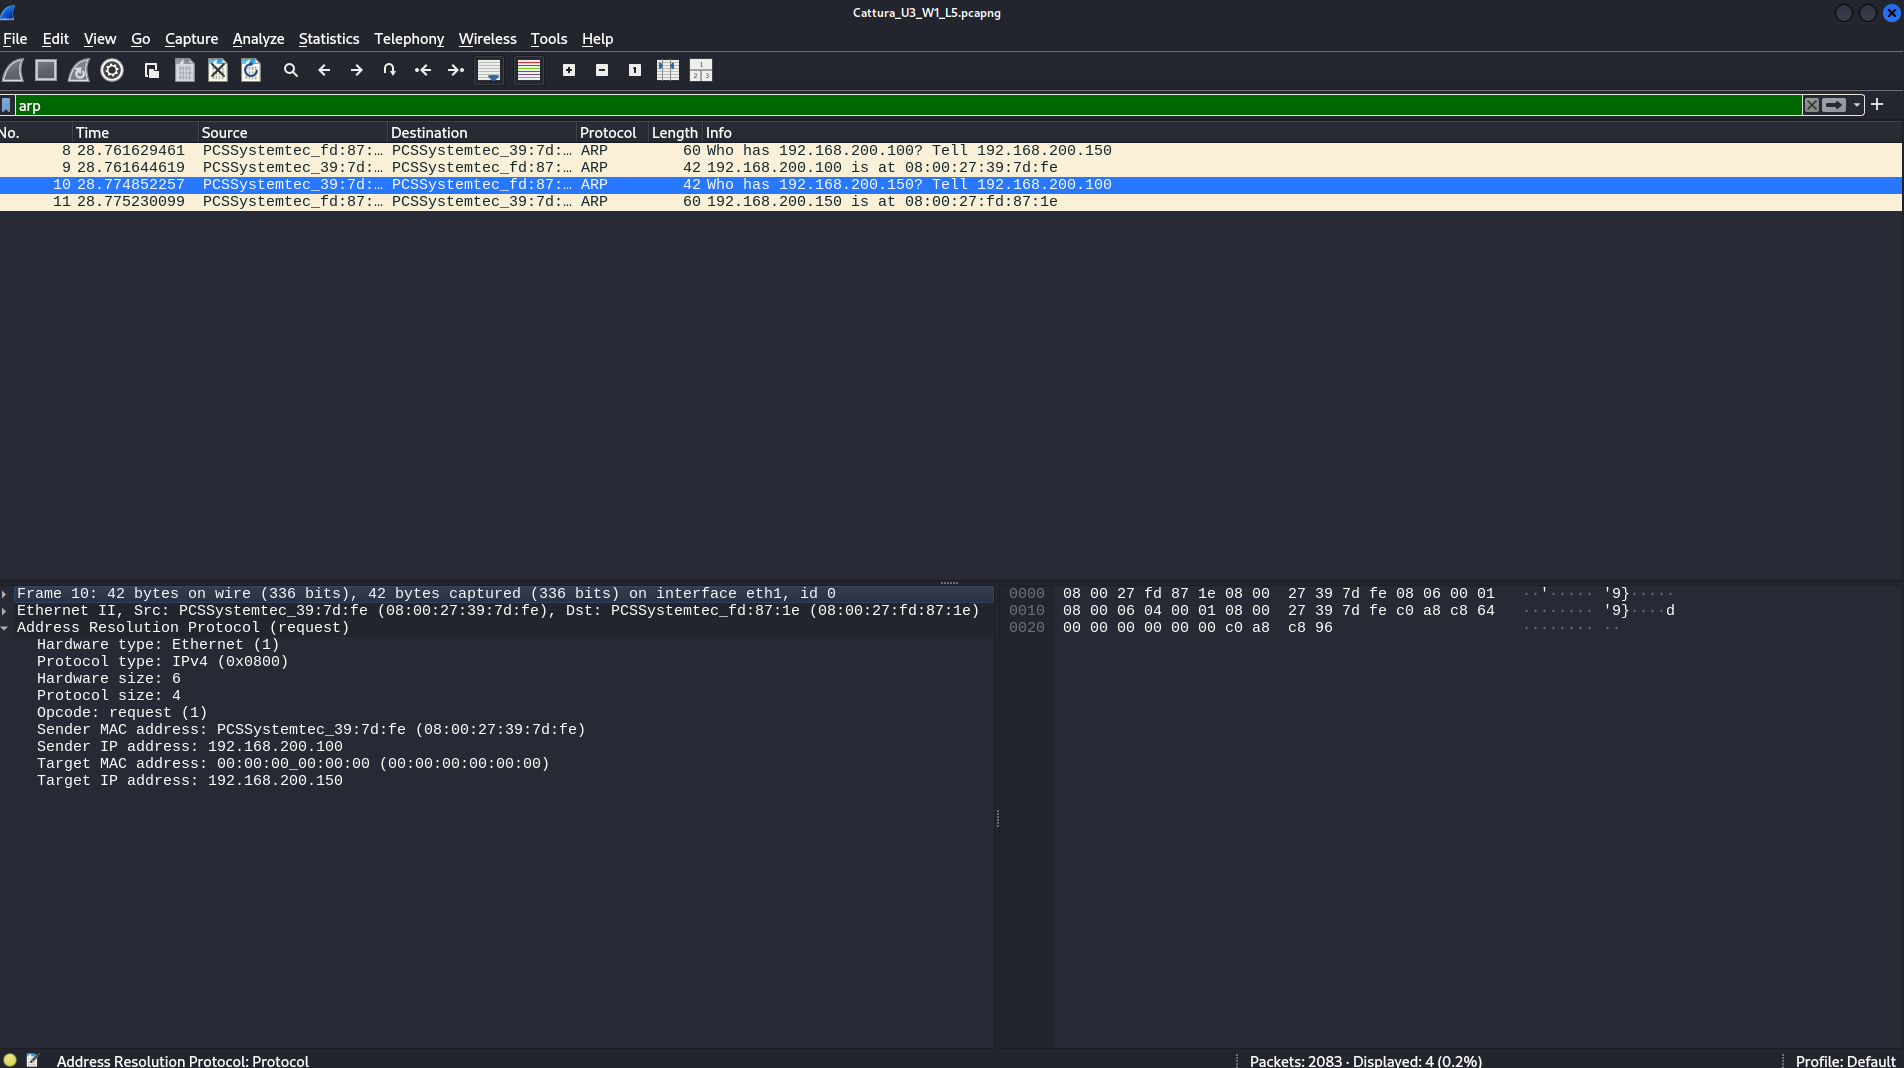 Cattura_U3_W1_L5.pcapng
File Edit View Go Capture Analyze Statistics Telephony Wireless Tools Help
arp
No. Time Source Destination Protocol Length Info
8 28.761629461 PCSSystemtec_fd:87:… PCSSystemtec_39:7d:… ARP 60 Who has 192.168.200.100? Tell 192.168.200.150
9 28.761644619 PCSSystemtec_39:7d:… PCSSystemtec_fd:87:… ARP 42 192.168.200.100 is at 08:00:27:39:7d:fe
10 28.774852257 PCSSystemtec_39:7d:… PCSSystemtec_fd:87:… ARP 42 Who has 192.168.200.150? Tell 192.168.200.100
11 28.775230099 PCSSystemtec_fd:87:… PCSSystemtec_39:7d:… ARP 60 192.168.200.150 is at 08:00:27:fd:87:1e
Frame 10: 42 bytes on wire (336 bits), 42 bytes captured (336 bits) on interface eth1, id 0
Ethernet II, Src: PCSSystemtec_39:7d:fe (08:00:27:39:7d:fe), Dst: PCSSystemtec_fd:87:1e (08:00:27:fd:87:1e)
Address Resolution Protocol (request)
Hardware type: Ethernet (1)
Protocol type: IPv4 (0x0800)
Hardware size: 6
Protocol size: 4
Opcode: request (1)
Sender MAC address: PCSSystemtec_39:7d:fe (08:00:27:39:7d:fe)
Sender IP address: 192.168.200.100
Target MAC address: 00:00:00_00:00:00 (00:00:00:00:00:00)
Target IP address: 192.168.200.150
0000 08 00 27 fd 87 1e 08 00 27 39 7d fe 08 06 00 01 ··'····· '9}·····
0010 08 00 06 04 00 01 08 00 27 39 7d fe c0 a8 c8 64 ········ '9}····d
0020 00 00 00 00 00 00 c0 a8 c8 96 ········ ··
Address Resolution Protocol: Protocol
Packets: 2083 · Displayed: 4 (0.2%)
Profile: Default